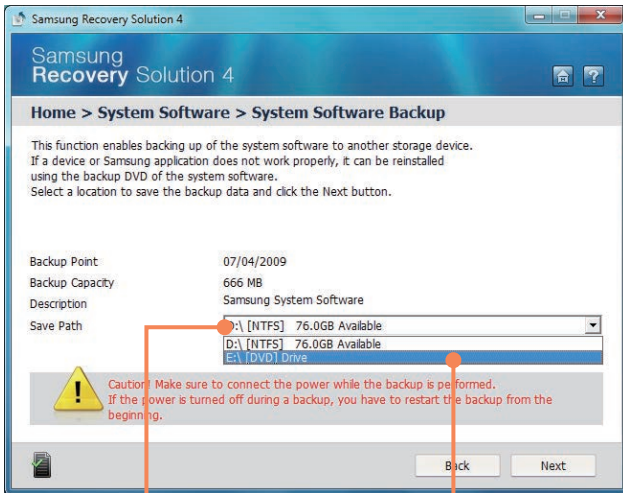 Samsung Recovery Solution 4
Samsung
Recovery Solution 4
Home > System Software > System Software Backup
This function enables backing up of the system software to another storage device.
If a device or Samsung application does not work properly, it can be reinstalled
using the backup DVD of the system software.
Select a location to save the backup data and click the Next button.
Backup Point 07/04/2009
Backup Capacity 666 MB
Description Samsung System Software
Save Path D:\ [NTFS] 76.0GB Available
D:\ [NTFS] 76.0GB Available
E:\ [DVD] Drive
Caution! Make sure to connect the power while the backup is performed.
If the power is turned off during a backup, you have to restart the backup from the
beginning.
Back Next